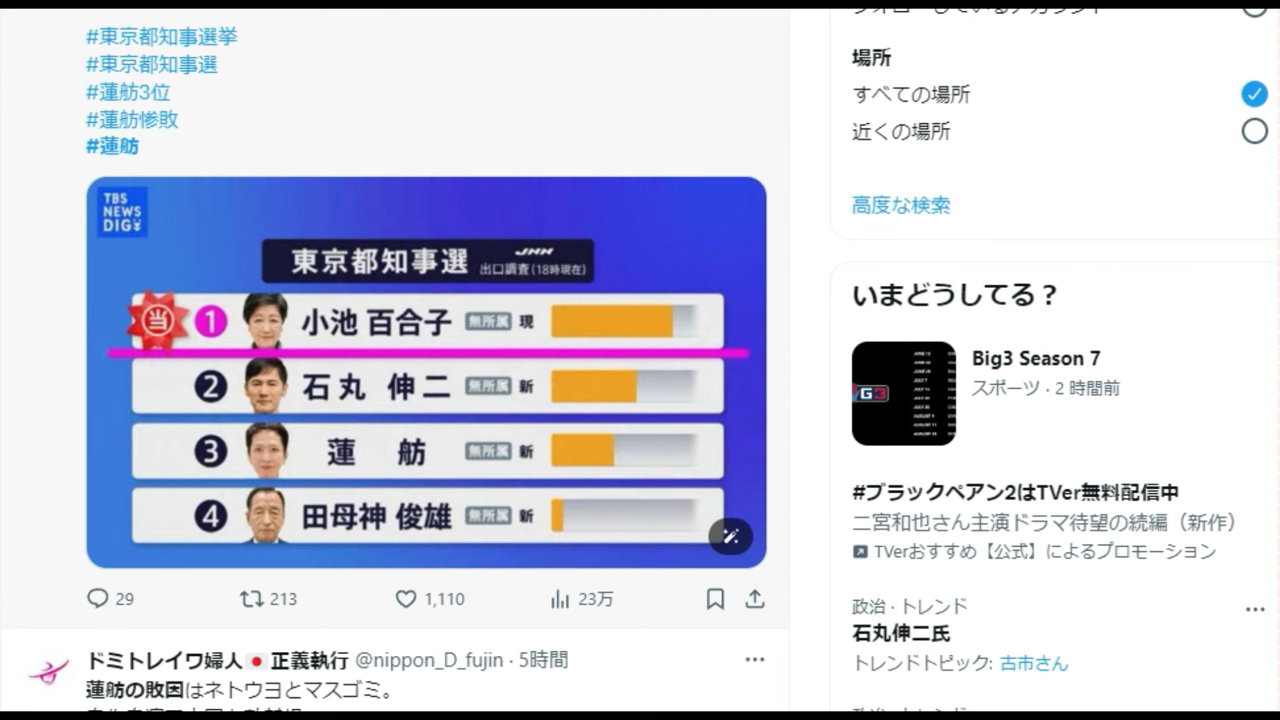 #東京都知事選挙
#東京都知事選
#蓮舫3位
#蓮舫惨敗
#蓮舫
TBS
NEWS
DIG
東京都知事選 JNN 出口調査(18時現在)
当 1 小池 百合子 無所属 現
2 石丸 伸二 無所属 新
3 蓮 舫 無所属 新
4 田母神 俊雄 無所属 新
29 213 1,110 23万
ドミトレイワ婦人🇯🇵正義執行 @nippon_D_fujin · 5時間
蓮舫の敗因はネトウヨとマスゴミ。
場所
すべての場所
近くの場所
高度な検索
いまどうしてる？
G3
Big3 Season 7
スポーツ · 2 時間前
#ブラックペアン2はTVer無料配信中
二宮和也さん主演ドラマ待望の続編（新作）
TVerおすすめ【公式】によるプロモーション
政治 · トレンド
石丸伸二氏
トレンドトピック: 古市さん